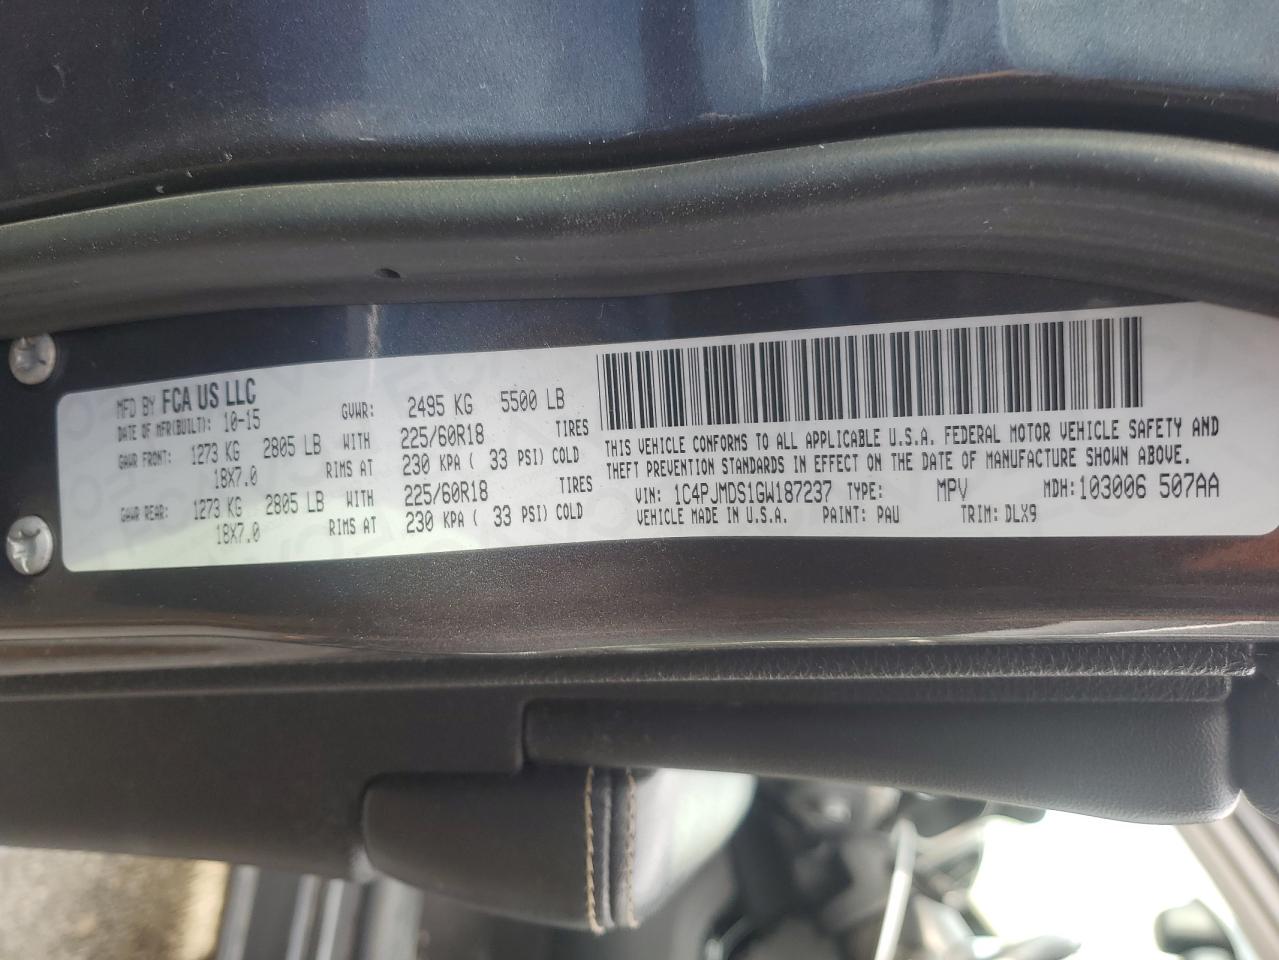 MFD BY FCA US LLC
DATE OF MFR(BUILT): 10-15 GVWR: 2495 KG 5500 LB
GAWR FRONT: 1273 KG 2805 LB WITH 225/60R18 TIRES
18X7.0 RIMS AT 230 KPA ( 33 PSI) COLD
GAWR REAR: 1273 KG 2805 LB WITH 225/60R18 TIRES
18X7.0 RIMS AT 230 KPA ( 33 PSI) COLD
THIS VEHICLE CONFORMS TO ALL APPLICABLE U.S.A. FEDERAL MOTOR VEHICLE SAFETY AND
THEFT PREVENTION STANDARDS IN EFFECT ON THE DATE OF MANUFACTURE SHOWN ABOVE.
VIN: 1C4PJMDS1GW187237 TYPE: MPV MDH:103006 507AA
VEHICLE MADE IN U.S.A. PAINT: PAU TRIM: DLX9